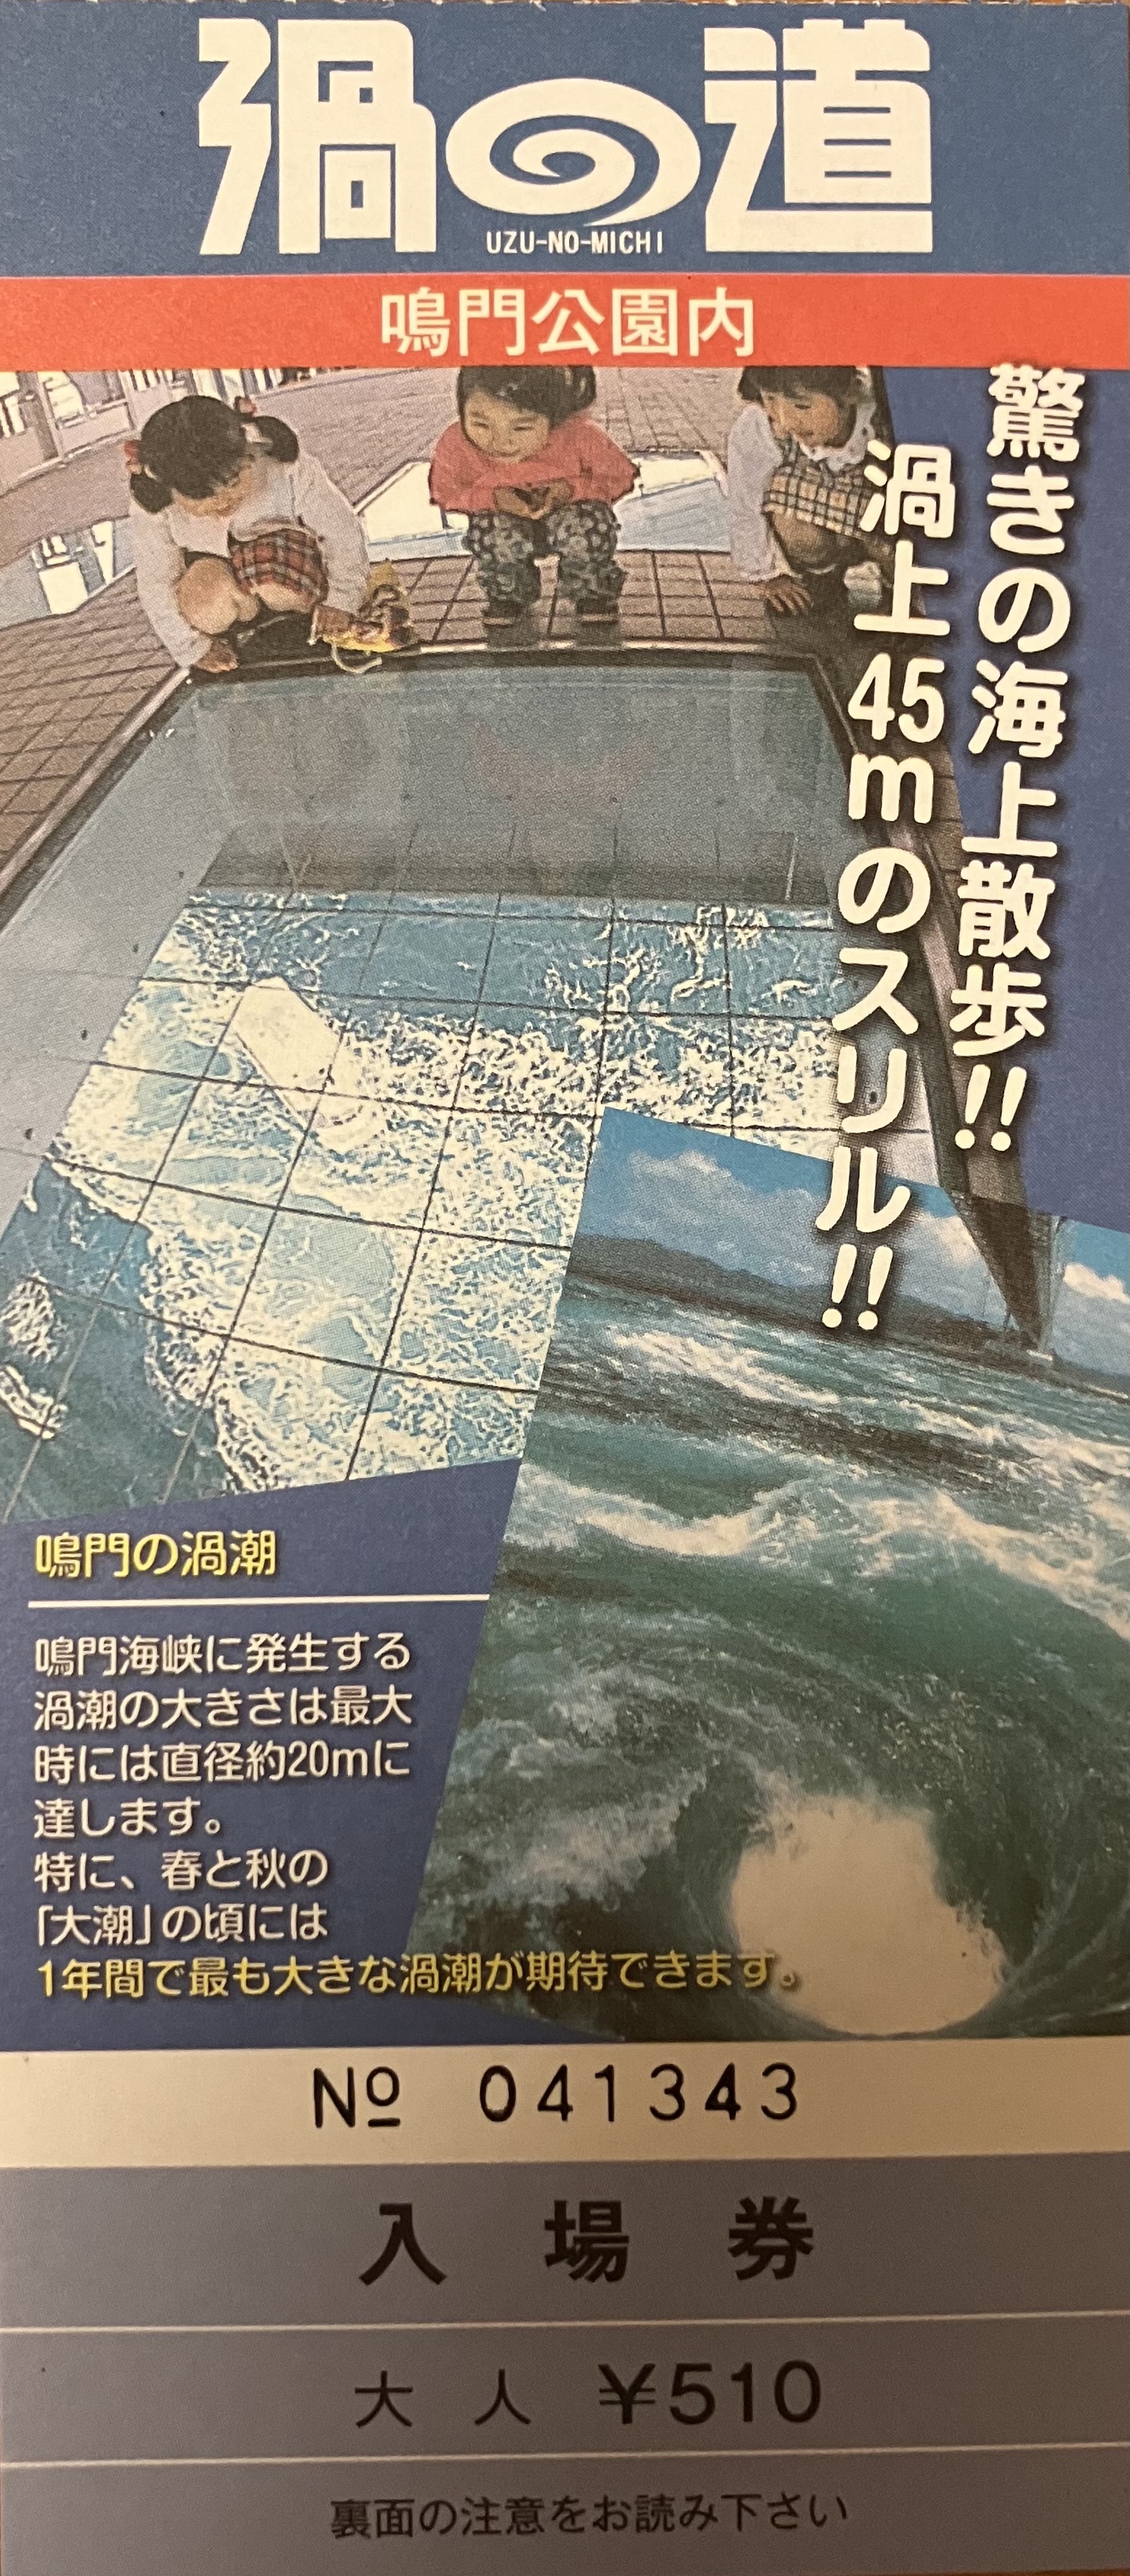 渦の道
UZU-NO-MICHI
鳴門公園内
驚きの海上散歩!!
渦上45mのスリル!!
鳴門の渦潮
鳴門海峡に発生する
渦潮の大きさは最大
時には直径約20mに
達します。
特に、春と秋の
「大潮」の頃には
1年間で最も大きな渦潮が期待できます。
№ 041343
入場券
大人 ¥510
裏面の注意をお読み下さい